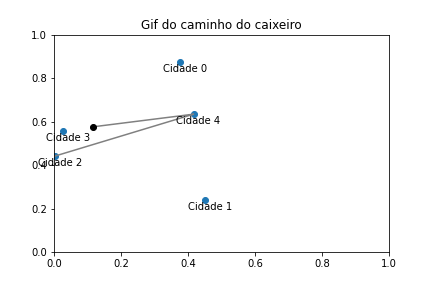 Gif do caminho do caixeiro
1.0
Cidade 0
0.8
0.6
Cidade 4
Cidade 3
0.4
Cidade 2
0.2
Cidade 1
0.0
0.0 0.2 0.4 0.6 0.8 1.0